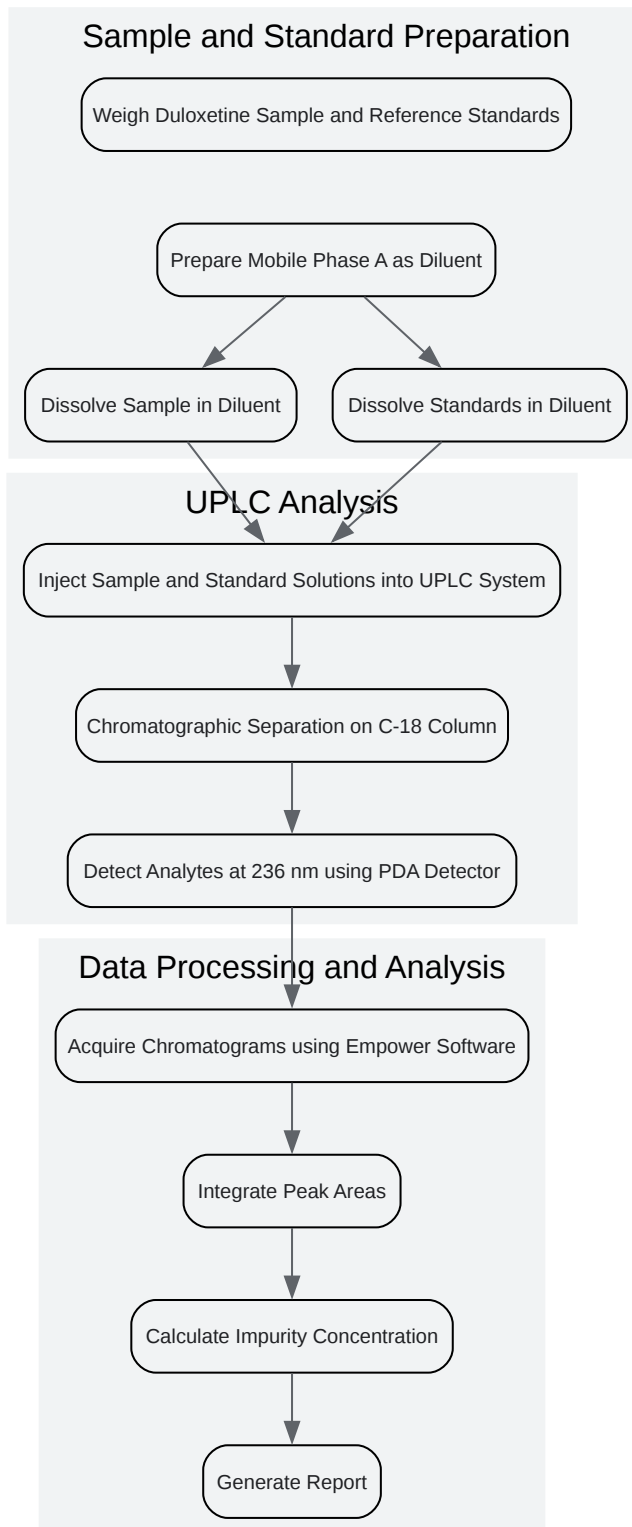 Sample and Standard Preparation
Weigh Duloxetine Sample and Reference Standards
Prepare Mobile Phase A as Diluent
Dissolve Sample in Diluent
Dissolve Standards in Diluent
UPLC Analysis
Inject Sample and Standard Solutions into UPLC System
Chromatographic Separation on C-18 Column
Detect Analytes at 236 nm using PDA Detector
Data Processing and Analysis
Acquire Chromatograms using Empower Software
Integrate Peak Areas
Calculate Impurity Concentration
Generate Report